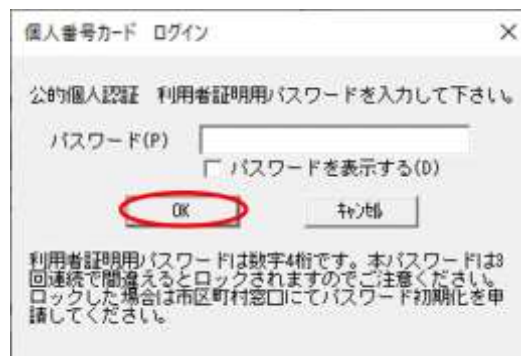 個人番号カード ログイン
公的個人認証 利用者証明用パスワードを入力して下さい。
パスワード(P)
パスワードを表示する(D)
OK
キャンセル
利用者証明用パスワードは数字4桁です。本パスワードは3
回連続で間違えるとロックされますのでご注意ください。
ロックした場合は市区町村窓口にてパスワード初期化を申
請してください。